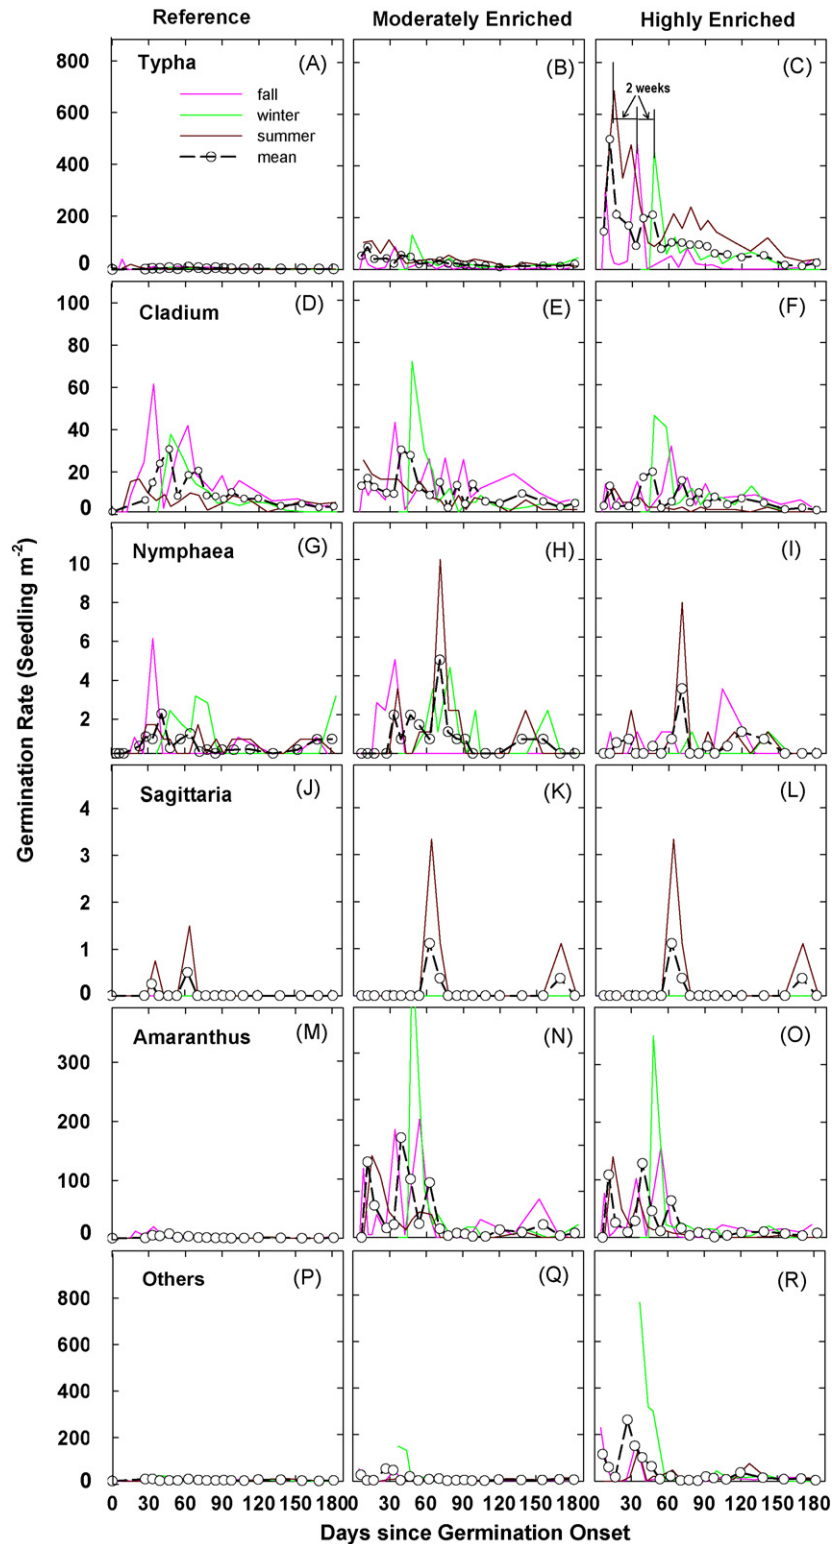 Reference Moderately Enriched Highly Enriched
800 Typha (A) (B) (C)
2 weeks
fall
600
winter
summer
400 mean
200
0
100 Cladium (D) (E) (F)
80
60
40
20
0
Nymphaea (G) (H) (I)
10
8
6
4
2
0
Sagittaria (J) (K) (L)
4
3
2
1
0
Amaranthus (M) (N) (O)
300
200
100
0
Others (P) (Q) (R)
800
600
400
200
0
0 30 60 90 120 150 1800 30 60 90 120 150 1800 30 60 90 120 150 180
Days since Germination Onset
Germination Rate (Seedling m-2)